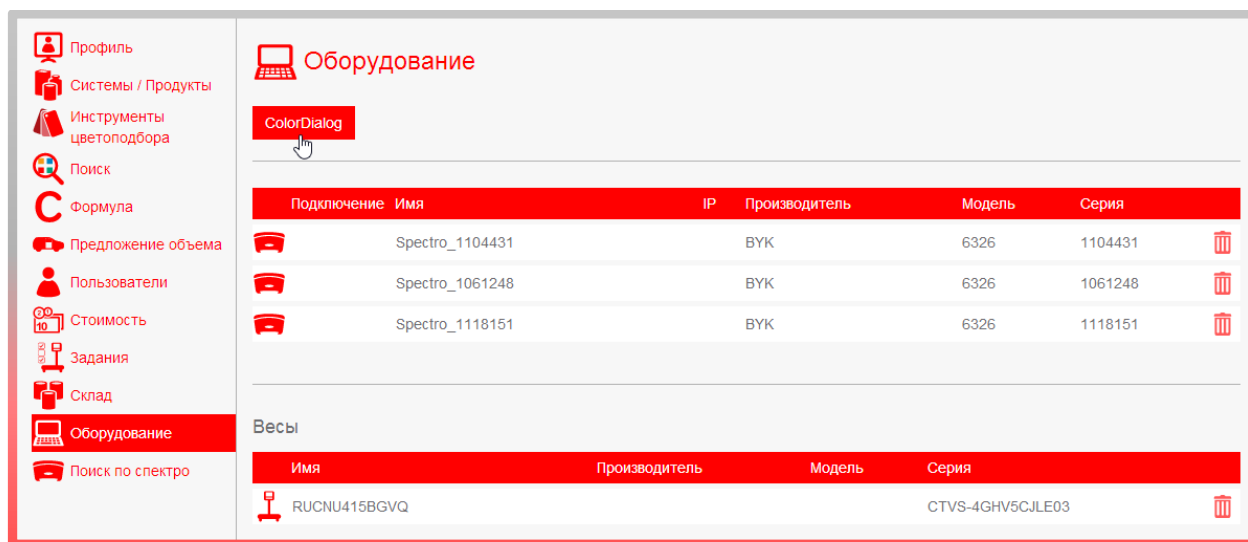 Профиль
Системы / Продукты
Инструменты
цветоподбора
Поиск
Формула
Предложение объема
Пользователи
Стоимость
Задания
Склад
Оборудование
Поиск по спектро
Оборудование
ColorDialog
Подключение Имя IP Производитель Модель Серия
Spectro_1104431 BYK 6326 1104431
Spectro_1061248 BYK 6326 1061248
Spectro_1118151 BYK 6326 1118151
Весы
Имя Производитель Модель Серия
RUCNU415BGVQ CTVS-4GHV5CJLE03